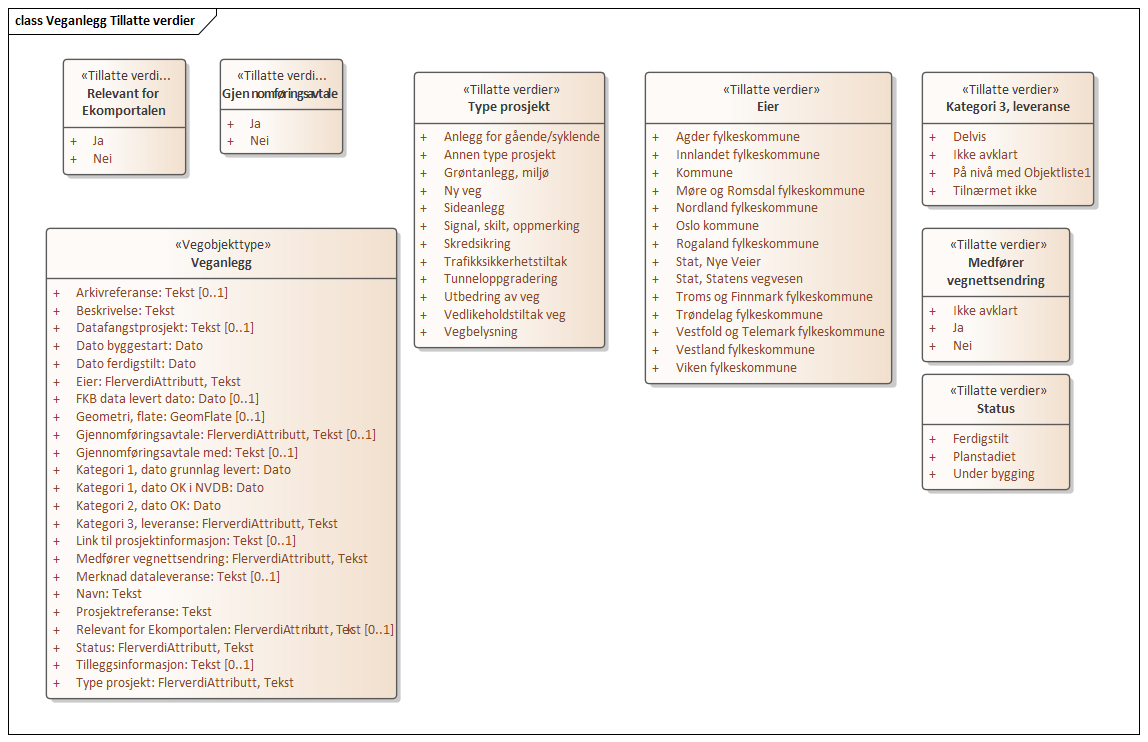 class Veganlegg Tillatte verdier
«Tillatte verdi...
Relevant for
Ekomportalen
+ Ja
+ Nei
«Tillatte verdi...
Gjennomføringsavtale
+ Ja
+ Nei
«Tillatte verdier»
Type prosjekt
+ Anlegg for gående/syklende
+ Annen type prosjekt
+ Grøntanlegg, miljø
+ Ny veg
+ Sideanlegg
+ Signal, skilt, oppmerking
+ Skredsikring
+ Trafikksikkerhetstiltak
+ Tunneloppgradering
+ Utbedring av veg
+ Vedlikeholdstiltak veg
+ Vegbelysning
«Tillatte verdier»
Eier
+ Agder fylkeskommune
+ Innlandet fylkeskommune
+ Kommune
+ Møre og Romsdal fylkeskommune
+ Nordland fylkeskommune
+ Oslo kommune
+ Rogaland fylkeskommune
+ Stat, Nye Veier
+ Stat, Statens vegvesen
+ Troms og Finnmark fylkeskommune
+ Trøndelag fylkeskommune
+ Vestfold og Telemark fylkeskommune
+ Vestland fylkeskommune
+ Viken fylkeskommune
«Tillatte verdier»
Kategori 3, leveranse
+ Delvis
+ Ikke avklart
+ På nivå med Objektliste1
+ Tilnærmet ikke
«Vegobjekttype»
Veganlegg
+ Arkivreferanse: Tekst [0..1]
+ Beskrivelse: Tekst
+ Datafangstprosjekt: Tekst [0..1]
+ Dato byggestart: Dato
+ Dato ferdigstilt: Dato
+ Eier: FlerverdiAttributt, Tekst
+ FKB data levert dato: Dato [0..1]
+ Geometri, flate: GeomFlate [0..1]
+ Gjennomføringsavtale: FlerverdiAttributt, Tekst [0..1]
+ Gjennomføringsavtale med: Tekst [0..1]
+ Kategori 1, dato grunnlag levert: Dato
+ Kategori 1, dato OK i NVDB: Dato
+ Kategori 2, dato OK: Dato
+ Kategori 3, leveranse: FlerverdiAttributt, Tekst
+ Link til prosjektinformasjon: Tekst [0..1]
+ Medfører vegnettsendring: FlerverdiAttributt, Tekst
+ Merknad dataleveranse: Tekst [0..1]
+ Navn: Tekst
+ Prosjektreferanse: Tekst
+ Relevant for Ekomportalen: FlerverdiAttributt, Tekst [0..1]
+ Status: FlerverdiAttributt, Tekst
+ Tilleggsinformasjon: Tekst [0..1]
+ Type prosjekt: FlerverdiAttributt, Tekst
«Tillatte verdier»
Medfører
vegnettsendring
+ Ikke avklart
+ Ja
+ Nei
«Tillatte verdier»
Status
+ Ferdigstilt
+ Planstadiet
+ Under bygging